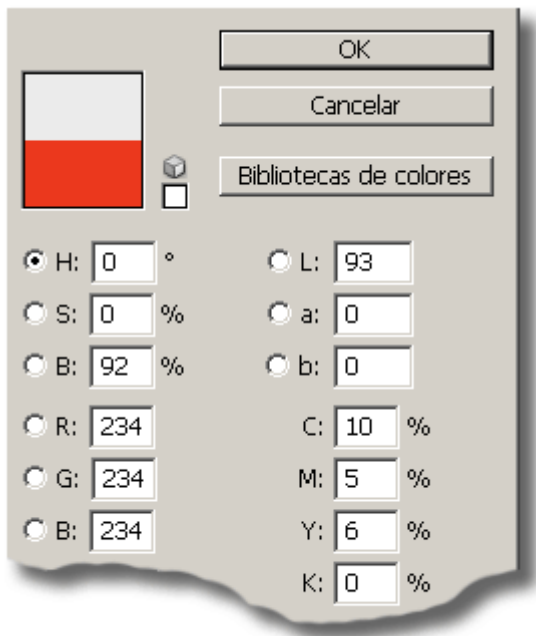 OK
Cancelar
Bibliotecas de colores
H: 0 ° L: 93
S: 0 % a: 0
B: 92 % b: 0
R: 234 C: 10 %
G: 234 M: 5 %
B: 234 Y: 6 %
K: 0 %